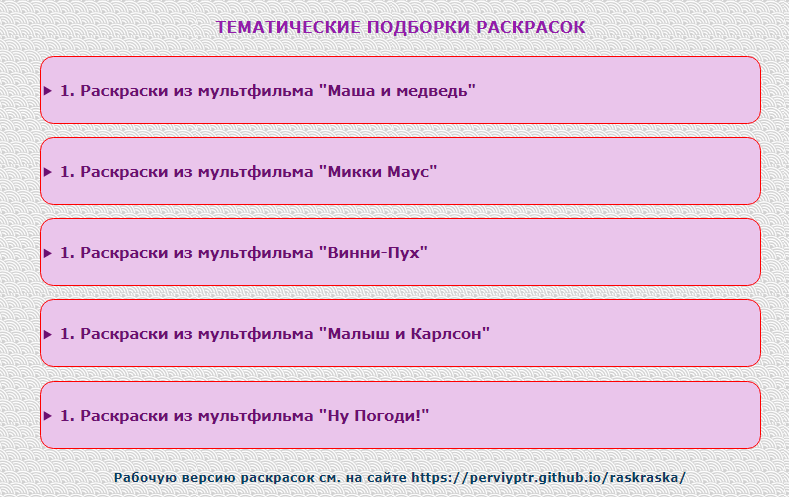 ТЕМАТИЧЕСКИЕ ПОДБОРКИ РАСКРАСОК
1. Раскраски из мультфильма "Маша и медведь"
1. Раскраски из мультфильма "Микки Маус"
1. Раскраски из мультфильма "Винни-Пух"
1. Раскраски из мультфильма "Малыш и Карлсон"
1. Раскраски из мультфильма "Ну Погоди!"
Рабочую версию раскрасок см. на сайте https://perviyptr.github.io/raskraska/